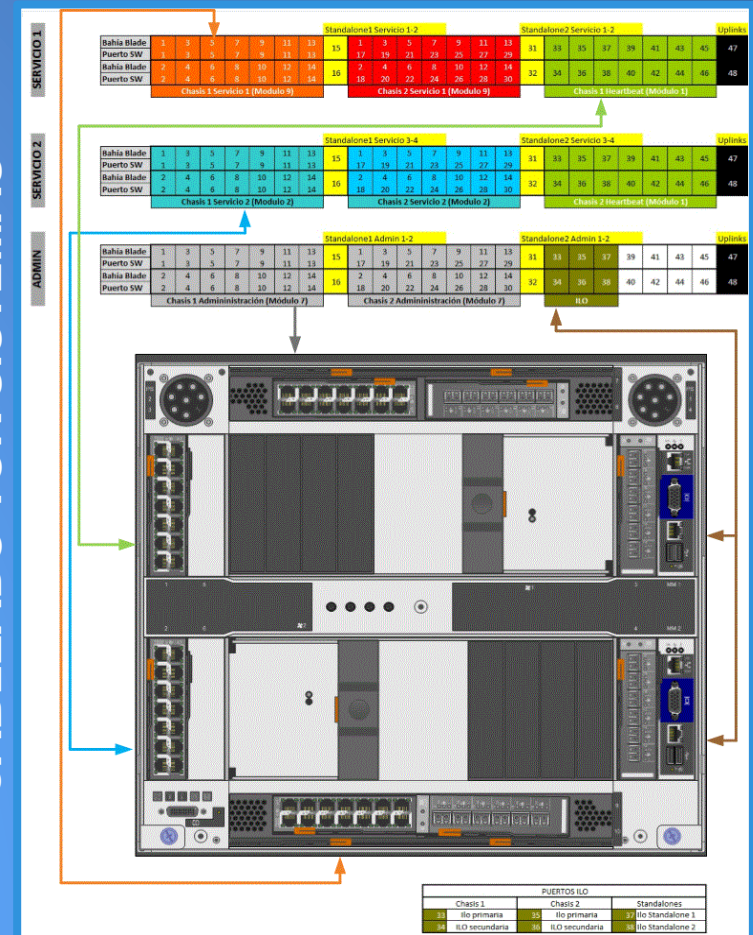 SERVICIO 1
Standalone1 Servicio 1-2 Standalone2 Servicio 1-2 Uplinks
Bahia Blade 1 3 5 7 9 11 13 15 1 3 5 7 9 11 13 31 33 35 37 39 41 43 45 47
Puerto SW 1 3 5 7 9 11 13 17 19 21 23 25 27 29
Bahia Blade 2 4 6 8 10 12 14 16 2 4 6 8 10 12 14 32 34 36 38 40 42 44 46 48
Puerto SW 2 4 6 8 10 12 14 18 20 22 24 26 28 30
Chasis 1 Servicio 1 (Modulo 9) Chasis 2 Servicio 1 (Modulo 9) Chasis 1 Heartbeat (Módulo 1)
SERVICIO 2
Standalone1 Servicio 3-4 Standalone2 Servicio 3-4 Uplinks
Bahia Blade 1 3 5 7 9 11 13 15 1 3 5 7 9 11 13 31 33 35 37 39 41 43 45 47
Puerto SW 1 3 5 7 9 11 13 17 19 21 23 25 27 29
Bahia Blade 2 4 6 8 10 12 14 16 2 4 6 8 10 12 14 32 34 36 38 40 42 44 46 48
Puerto SW 2 4 6 8 10 12 14 18 20 22 24 26 28 30
Chasis 1 Servicio 2 (Modulo 2) Chasis 2 Servicio 2 (Modulo 2) Chasis 2 Heartbeat (Módulo 1)
ADMIN
Standalone1 Admin 1-2 Standalone2 Admin 1-2 Uplinks
Bahia Blade 1 3 5 7 9 11 13 15 1 3 5 7 9 11 13 31 33 35 37 39 41 43 45 47
Puerto SW 1 3 5 7 9 11 13 17 19 21 23 25 27 29
Bahia Blade 2 4 6 8 10 12 14 16 2 4 6 8 10 12 14 32 34 36 38 40 42 44 46 48
Puerto SW 2 4 6 8 10 12 14 18 20 22 24 26 28 30
Chasis 1 Admininistración (Módulo 7) Chasis 2 Admininistración (Módulo 7) ILO
MM 1
MM 2
PUERTOS ILO
Chasis 1 Chasis 2 Standalones
33 Ilo primaria 35 Ilo primaria 37 Ilo Standalone 1
34 ILO secundaria 36 ILO secundaria 38 Ilo Standalone 2